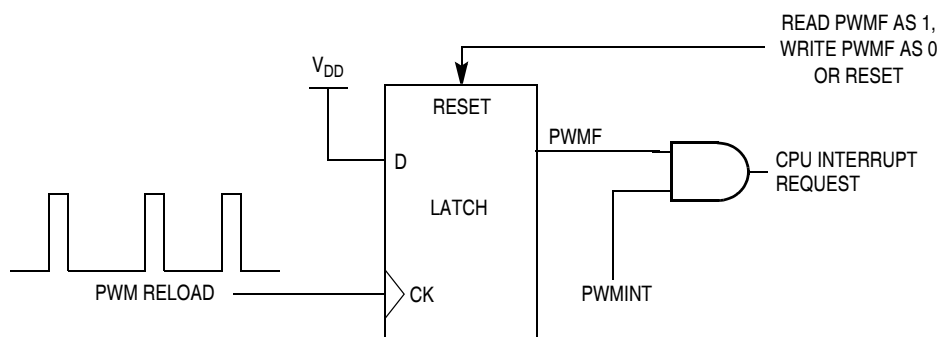 READ PWMF AS 1,
WRITE PWMF AS 0
OR RESET
VDD
RESET
PWMF
D
CPU INTERRUPT
REQUEST
LATCH
PWM RELOAD
CK
PWMINT